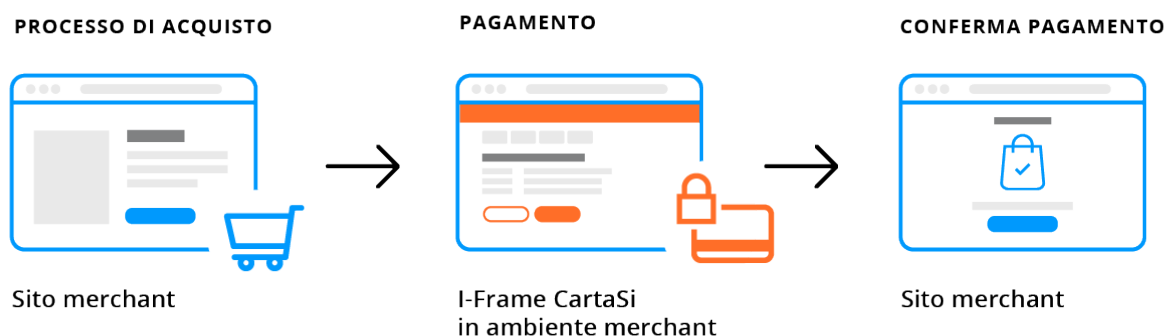 PROCESSO DI ACQUISTO
PAGAMENTO
CONFERMA PAGAMENTO
Sito merchant
I-Frame CartaSi
in ambiente merchant
Sito merchant